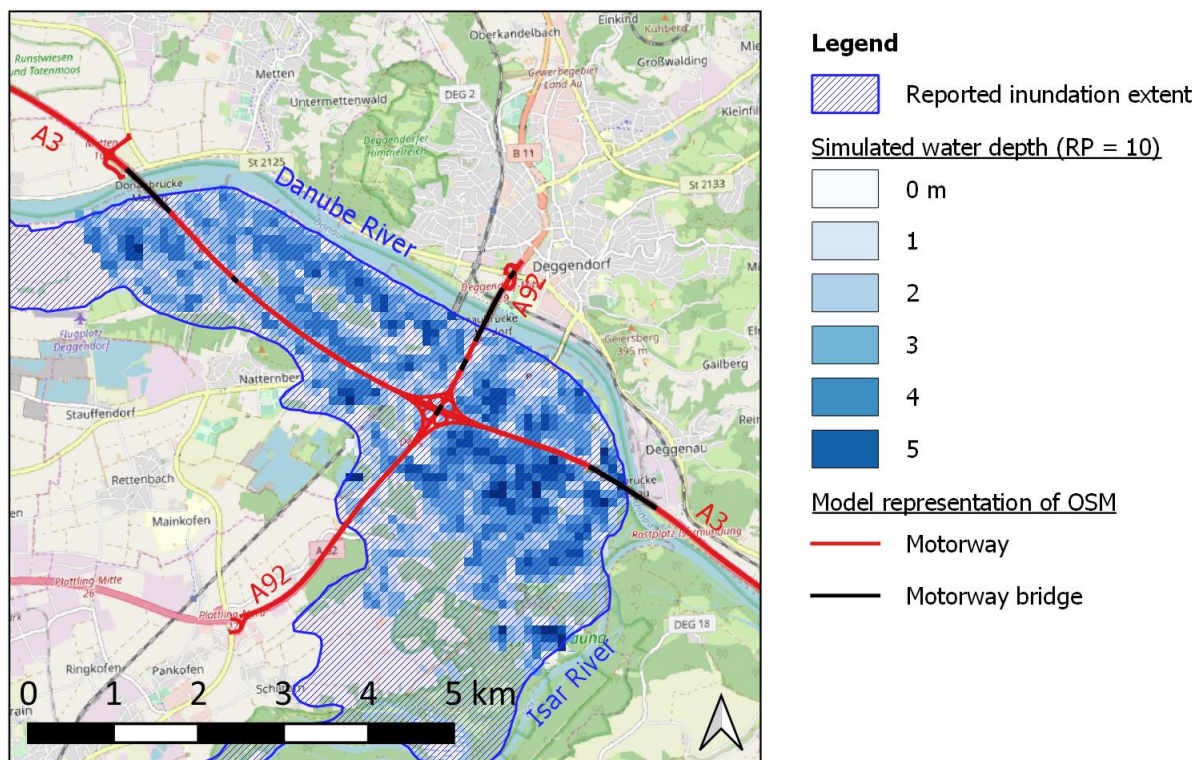 Oberkandelbach
Einkind
Kühberg
Runstwiesen
und Totenmoos
Metten
Großwalding
Gewerbegebiet
Land Au
DEG 2
Untermettenwald
Kleinfill
A3
Deggendorfer
Himmelreich
B 11
St 2125
St 2133
Danube River
Deggendorf
A92
Flugplatz
Deggendorf
Geiersberg
395 m
Gailberg
Natternberg
Stauffendorf
Deggenau
Rettenbach
Mainkofen
A3
Plattling-Mitte
26
A92
DEG 18
Ringkofen
Pankofen
Isar River
0 1 2 3 4 5 km
Legend
Reported inundation extent
Simulated water depth (RP = 10)
0 m
1
2
3
4
5
Model representation of OSM
Motorway
Motorway bridge